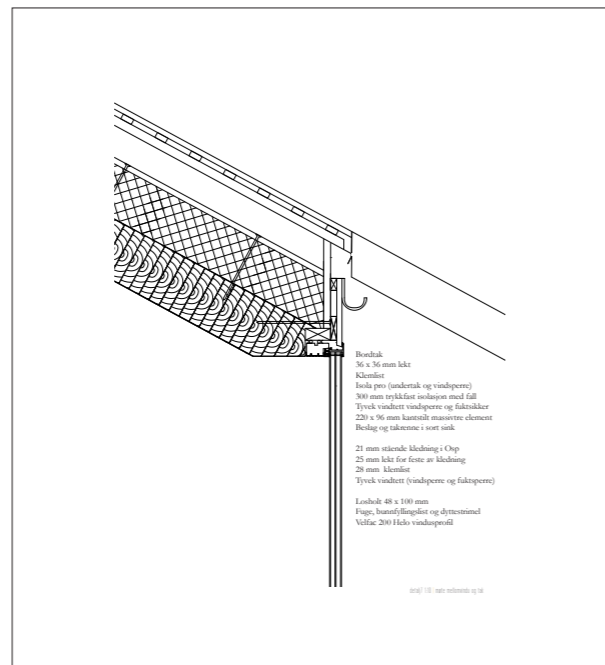 Bordtak
36 x 36 mm lekt
Klemlist
Isola pro (undertak og vindsperre)
300 mm trykkfast isolasjon med fall
Tyvek vindtett vindsperre og fuktsikker
220 x 96 mm kantstilt massivtre element
Beslag og takrenne i sort sink
21 mm stående kledning i Osp
25 mm lekt for feste av kledning
28 mm klemlist
Tyvek vindtett (vindsperre og fuktsperre)
Losholt 48 x 100 mm
Fuge, bunnfyllingslist og dyttestrimel
Velfac 200 Helo vindusprofil
og tak